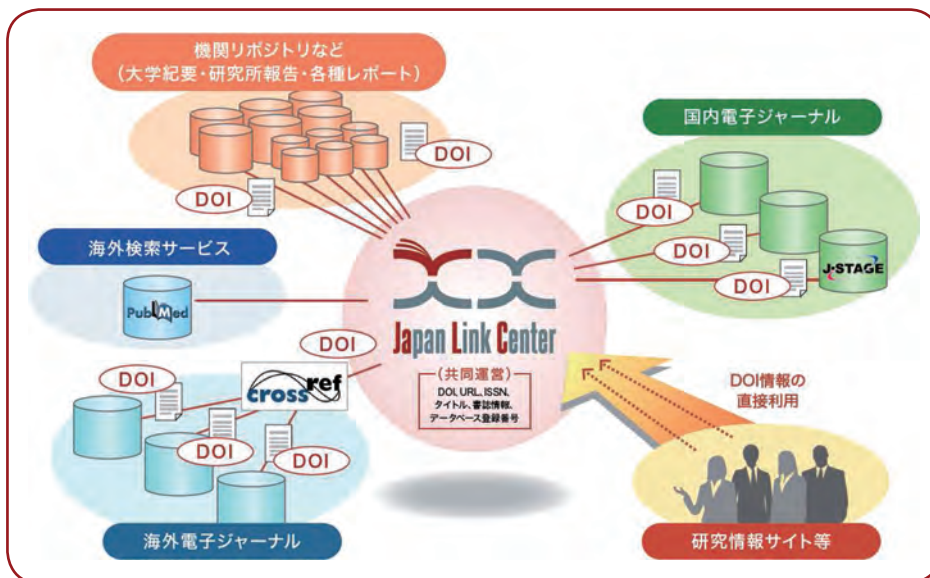 機関リポジトリなど
（大学紀要・研究所報告・各種レポート）
DOI
DOI
国内電子ジャーナル
DOI
DOI
DOI
J-STAGE
海外検索サービス
PubMed
Japan Link Center
（共同運営）
DOI, URL, ISSN,
タイトル、書誌情報、
データベース登録番号
DOI
crossref
DOI
DOI
DOI
海外電子ジャーナル
DOI情報の
直接利用
研究情報サイト等